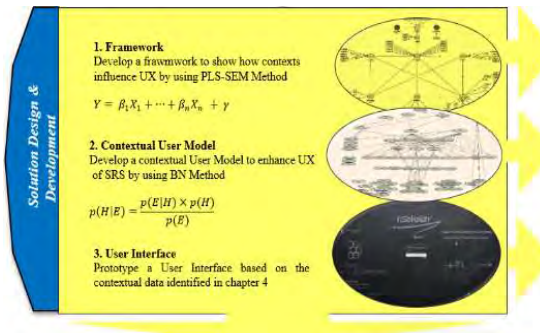 Solution Design &
Development
1. Framework
Develop a frawmwork to show how contexts
influence UX by using PLS-SEM Method
Y = β₁X₁ + ⋯ + βₙXₙ + γ
2. Contextual User Model
Develop a contextual User Model to enhance UX
of SRS by using BN Method
p(H|E) = p(E|H) × p(H) / p(E)
3. User Interface
Prototype a User Interface based on the
contextual data identified in chapter 4